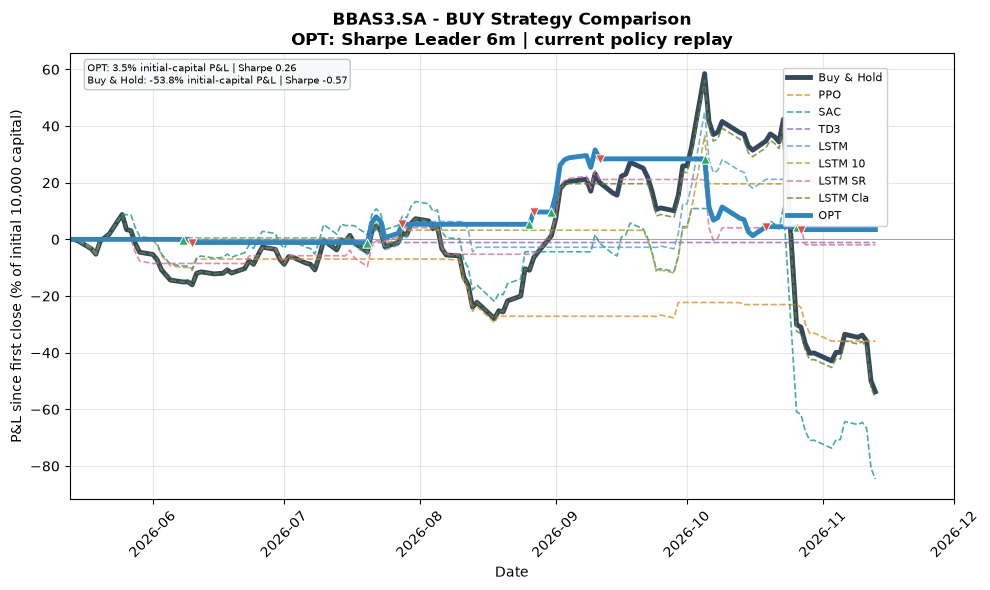 BBAS3.SA - BUY Strategy Comparison
OPT: Sharpe Leader 6m | current policy replay
OPT: 3.5% initial-capital P&L | Sharpe 0.26
Buy & Hold: -53.8% initial-capital P&L | Sharpe -0.57
Buy & Hold
PPO
SAC
TD3
LSTM
LSTM 10
LSTM SR
LSTM Cla
OPT
P&L since first close (% of initial 10,000 capital)
60
40
20
0
−20
−40
−60
−80
2026-06
2026-07
2026-08
2026-09
2026-10
2026-11
2026-12
Date